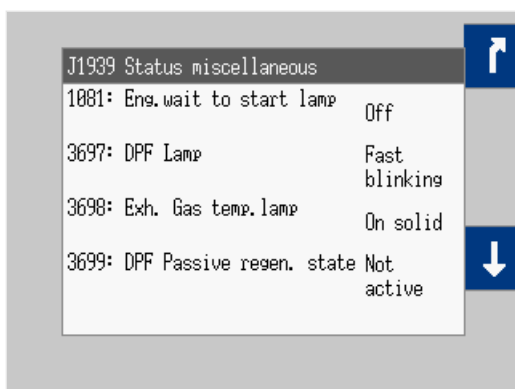 J1939 Status miscellaneous
1081: Eng.wait to start lamp Off
3697: DPF Lamp Fast
blinking
3698: Exh. Gas temp.lamp On solid
3699: DPF Passive regen. state Not
active